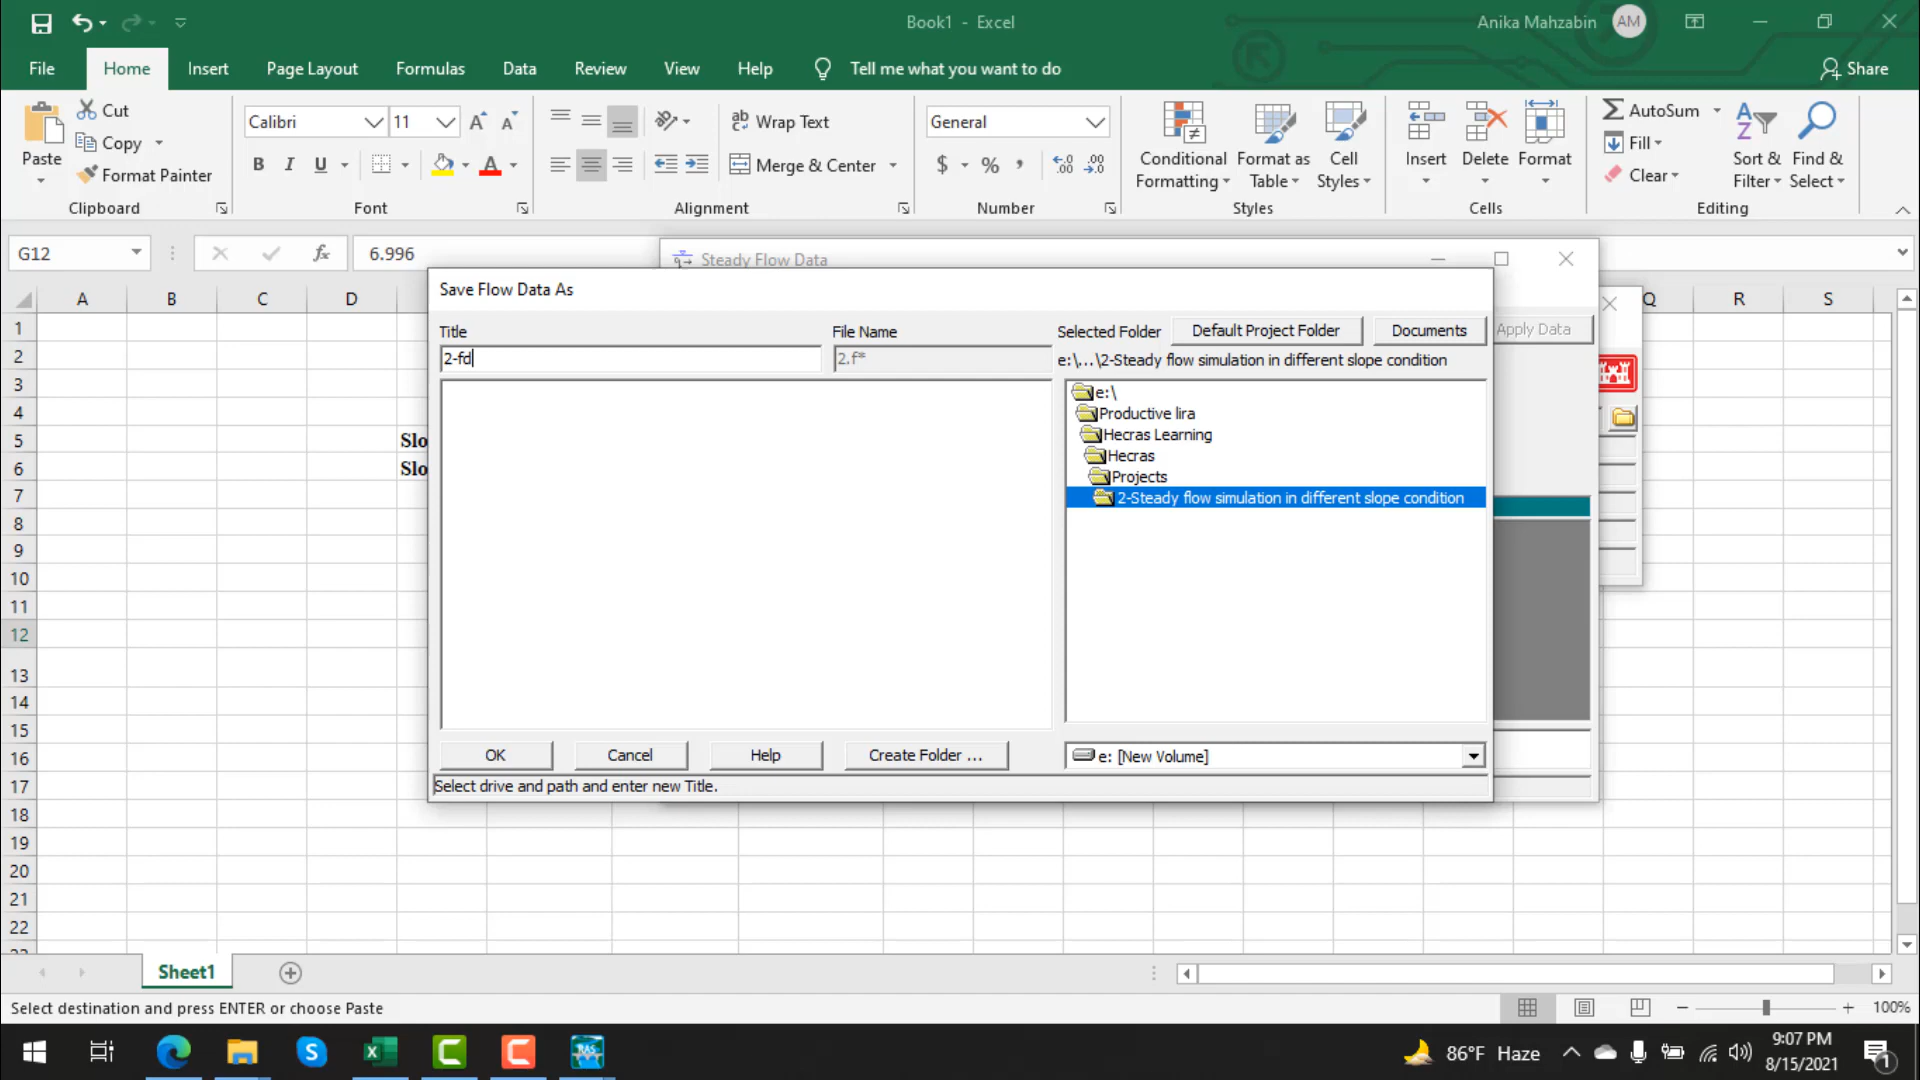 Book1 - Excel
Anika Mahzabin AM
File Home Insert Page Layout Formulas Data Review View Help Tell me what you want to do Share
Paste
Cut
Copy
Format Painter
Clipboard
Calibri 11
B I U A
Font
ab Wrap Text
Merge & Center
Alignment
General
$ % ,
Number
Conditional Formatting
Format as Table
Cell Styles
Styles
Insert
Delete
Format
Cells
AutoSum
Fill
Clear
Sort & Filter
Find & Select
Editing
G12 fx 6.996
Steady Flow Data
A B C D Q R S
Save Flow Data As
Title File Name Selected Folder Default Project Folder Documents Apply Data
2-fd 2.f* e:\...\2-Steady flow simulation in different slope condition
e:\
Productive lira
Hecras Learning
Hecras
Projects
2-Steady flow simulation in different slope condition
1
2
3
4
5 Slo
6 Slo
7
8
9
10
11
12
13
14
15
16
17
18
19
20
21
22
OK Cancel Help Create Folder ... e: [New Volume]
Select drive and path and enter new Title.
Sheet1
Select destination and press ENTER or choose Paste 100%
86°F Haze
9:07 PM
8/15/2021
1